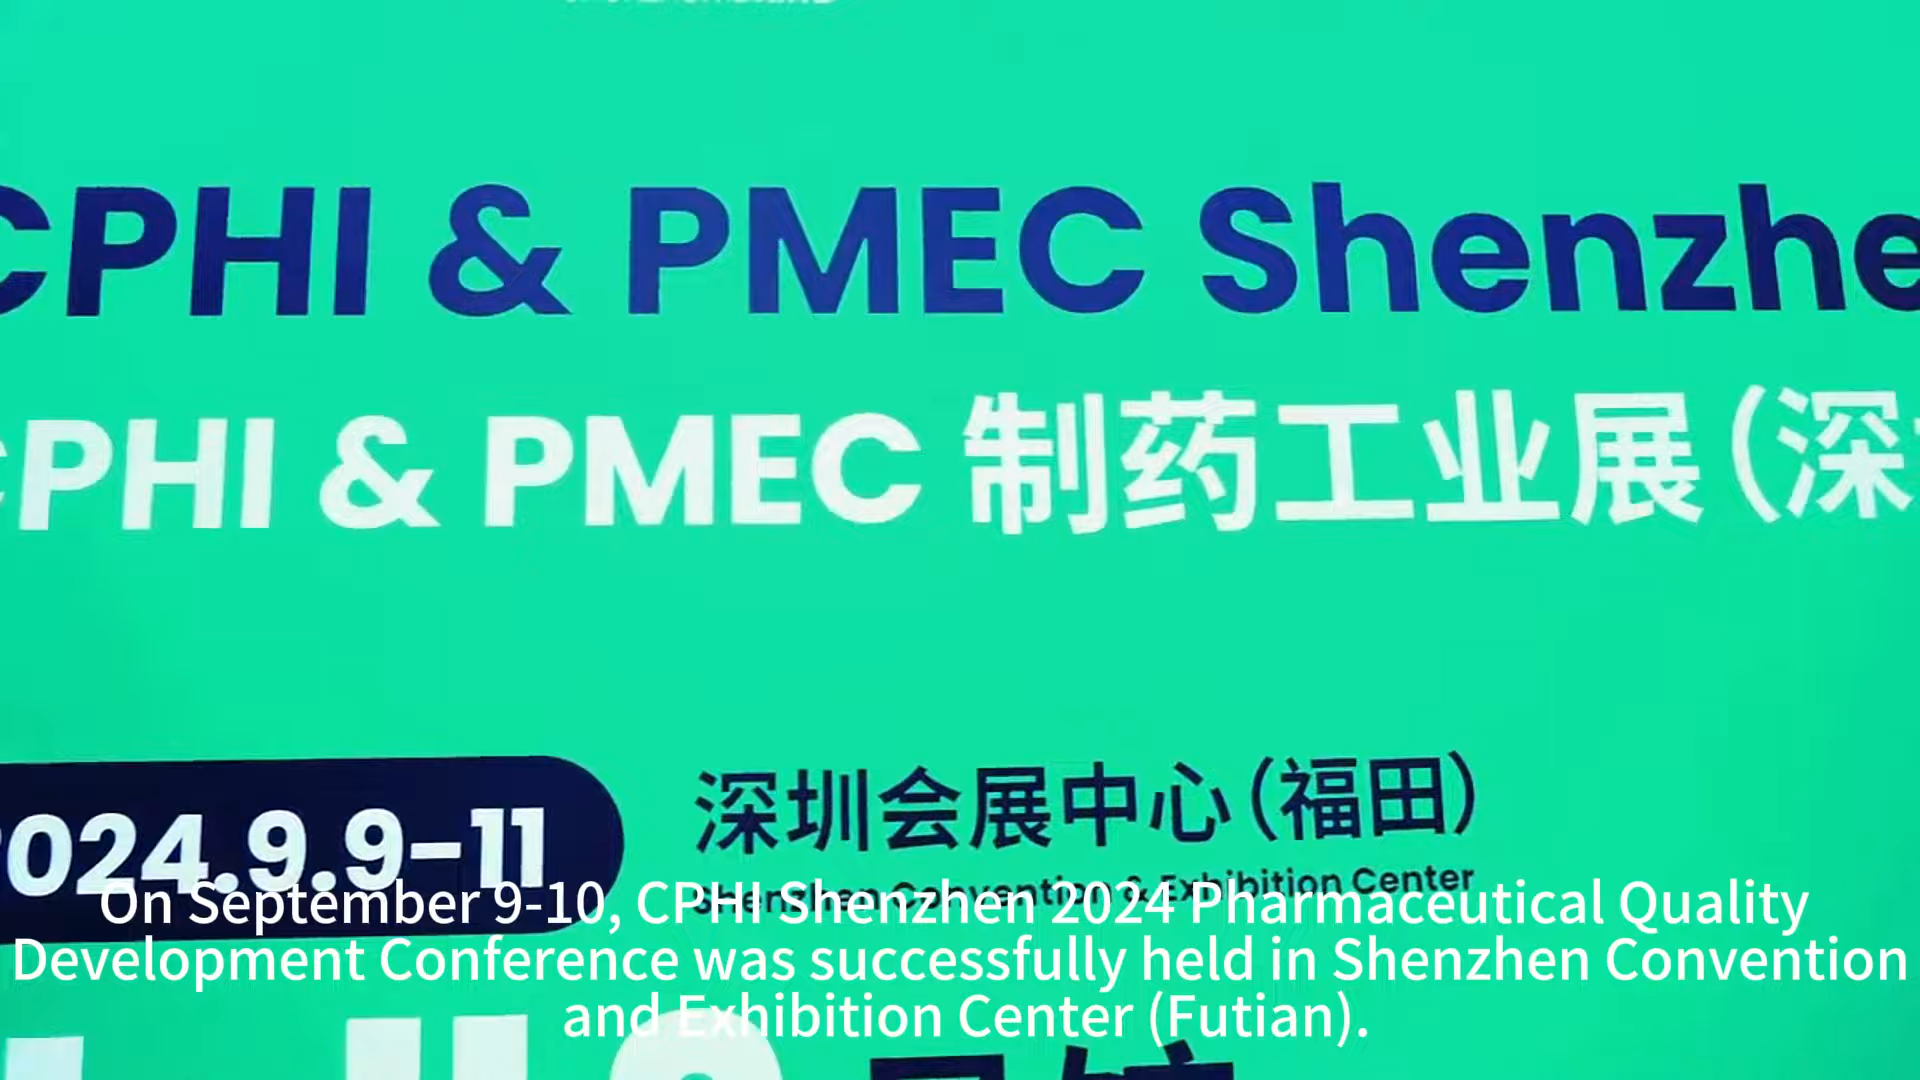 CPHI & PMEC Shenzhe
CPHI & PMEC 制药工业展(深
2024.9.9-11
深圳会展中心(福田)
Shenzhen Convention & Exhibition Center
On September 9-10, CPHI Shenzhen 2024 Pharmaceutical Quality
Development Conference was successfully held in Shenzhen Convention
and Exhibition Center (Futian).